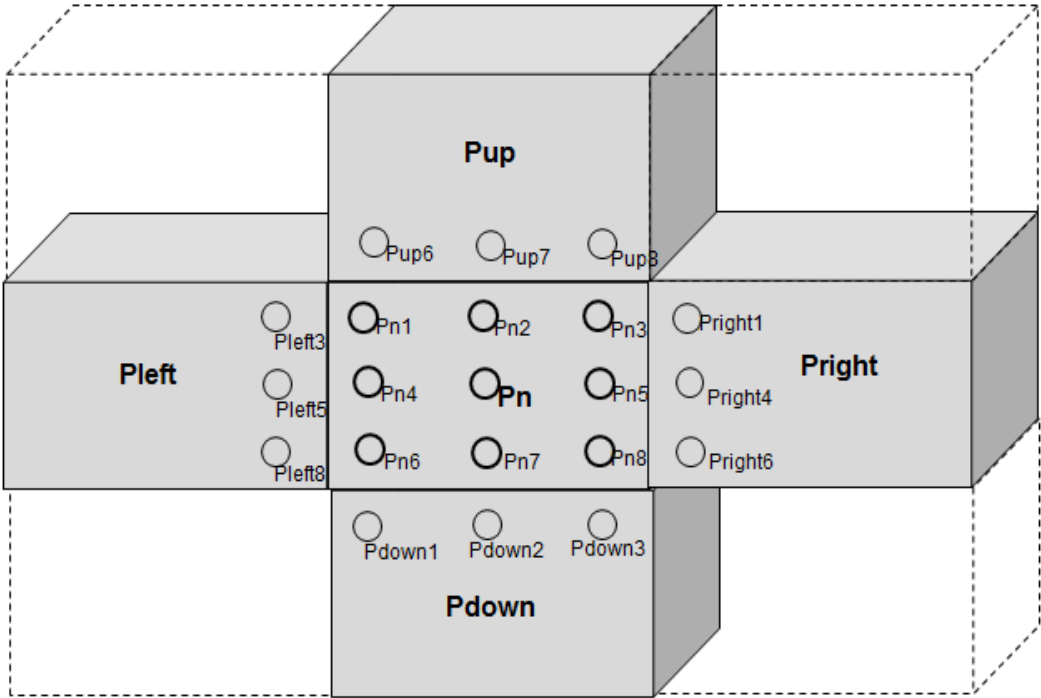 Pup
Pup6
Pup7
Pup8
Pleft3
Pn1
Pn2
Pn3
Pright1
Pleft
Pright
Pleft5
Pn4
Pn
Pn5
Pright4
Pleft8
Pn6
Pn7
Pn8
Pright6
Pdown1
Pdown2
Pdown3
Pdown